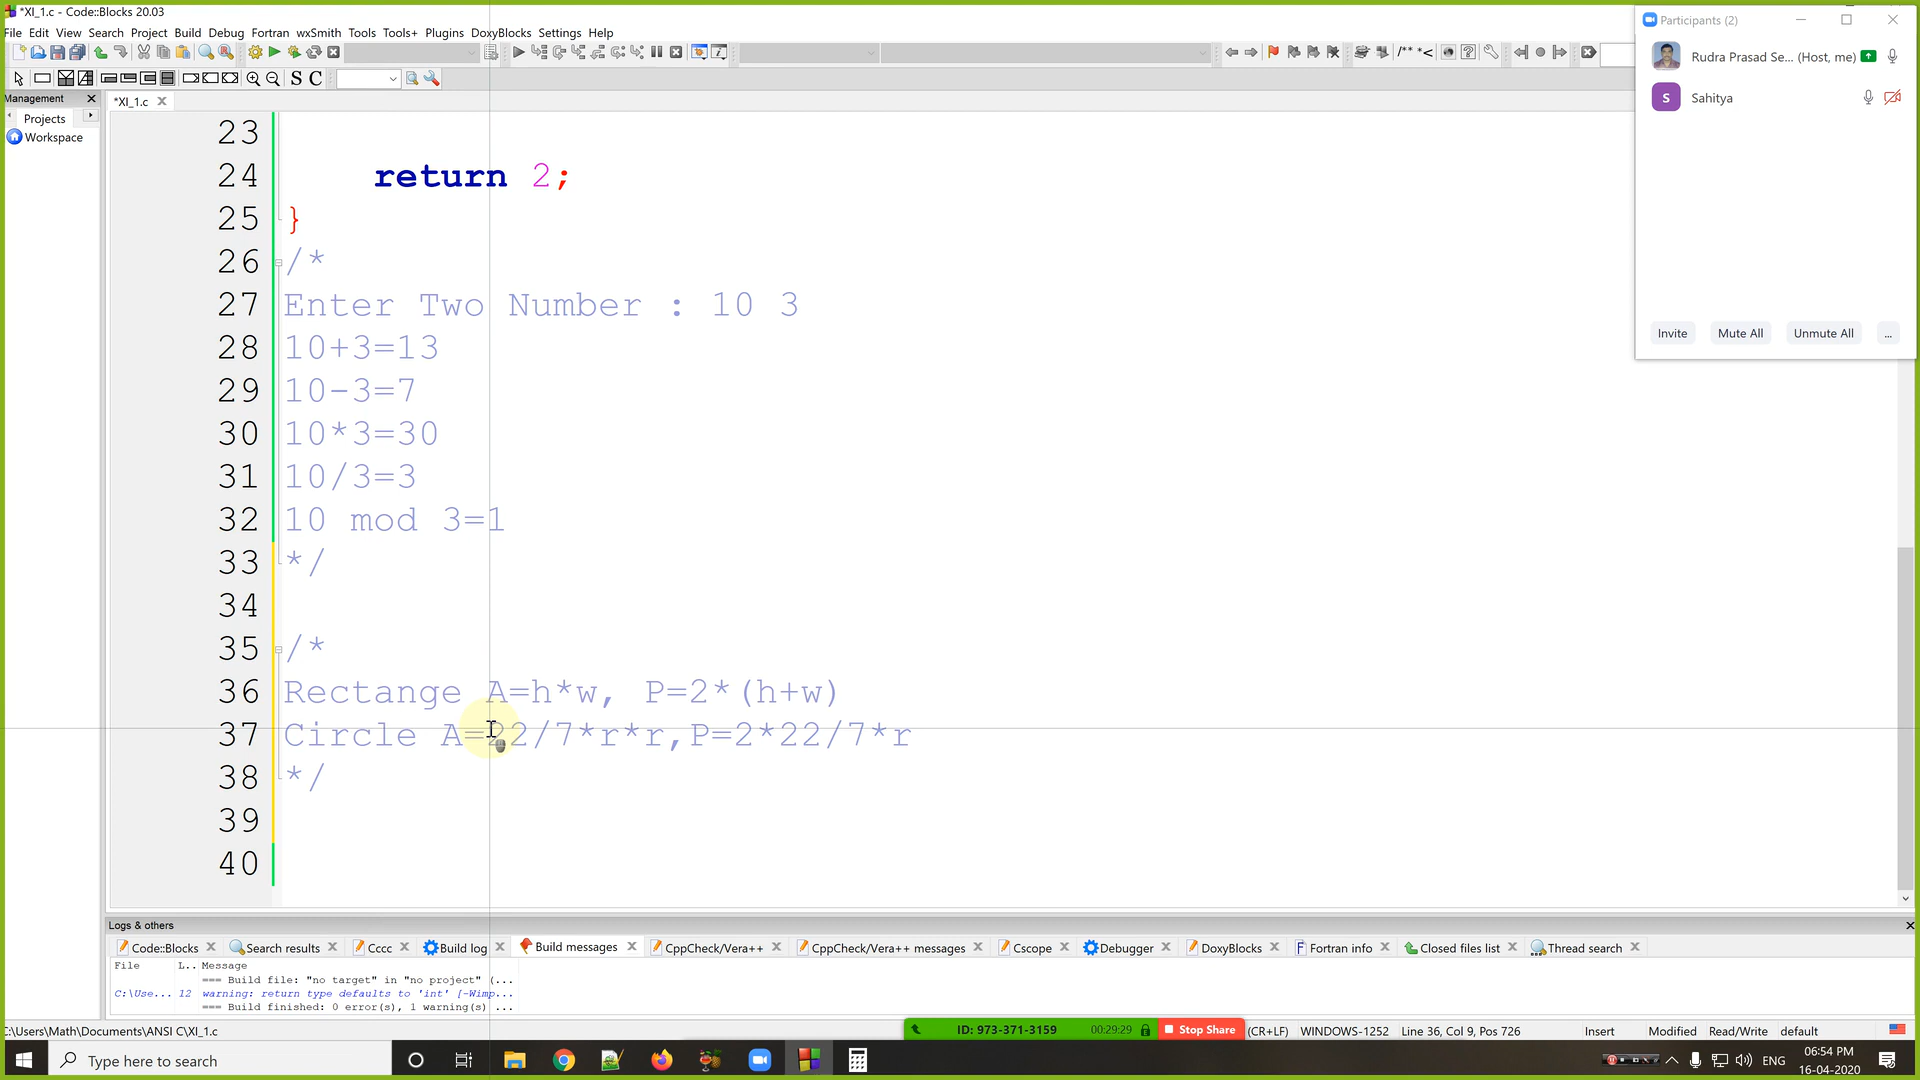 *XI_1.c - Code::Blocks 20.03
File Edit View Search Project Build Debug Fortran wxSmith Tools Tools+ Plugins DoxyBlocks Settings Help
S C
Management
*XI_1.c
Projects
Workspace
23
24 return 2;
25 }
26 /*
27 Enter Two Number : 10 3
28 10+3=13
29 10-3=7
30 10*3=30
31 10/3=3
32 10 mod 3=1
33 */
34
35 /*
36 Rectange A=h*w, P=2*(h+w)
37 Circle A=22/7*r*r,P=2*22/7*r
38 */
39
40
Participants (2)
Rudra Prasad Se... (Host, me)
S Sahitya
Invite Mute All Unmute All ...
Logs & others
Code::Blocks Search results Cccc Build log Build messages CppCheck/Vera++ CppCheck/Vera++ messages Cscope Debugger DoxyBlocks Fortran info Closed files list Thread search
File L.. Message
=== Build file: "no target" in "no project" (...
C:\Use... 12 warning: return type defaults to 'int' [-Wimp...
=== Build finished: 0 error(s), 1 warning(s) ...
C:\Users\Math\Documents\ANSI C\XI_1.c
ID: 973-371-3159 00:29:29 Stop Share
(CR+LF) WINDOWS-1252 Line 36, Col 9, Pos 726 Insert Modified Read/Write default
Type here to search
ENG
06:54 PM
16-04-2020